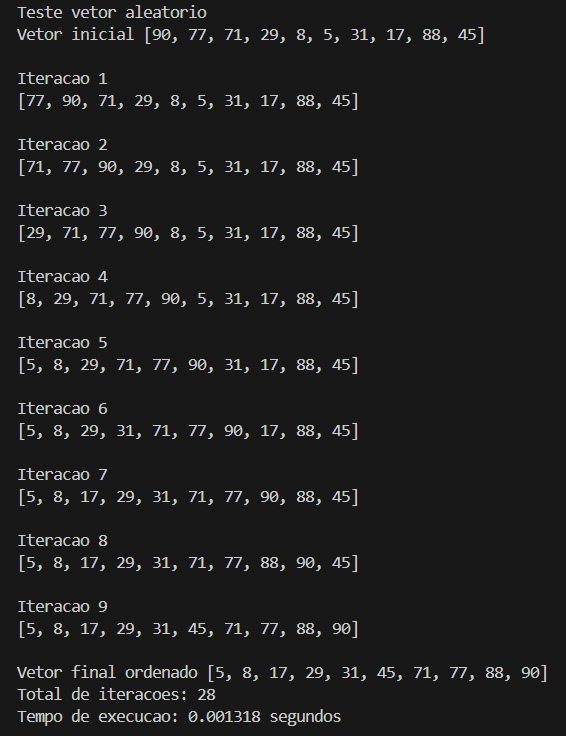 Teste vetor aleatorio
Vetor inicial [90, 77, 71, 29, 8, 5, 31, 17, 88, 45]
Iteracao 1
[77, 90, 71, 29, 8, 5, 31, 17, 88, 45]
Iteracao 2
[71, 77, 90, 29, 8, 5, 31, 17, 88, 45]
Iteracao 3
[29, 71, 77, 90, 8, 5, 31, 17, 88, 45]
Iteracao 4
[8, 29, 71, 77, 90, 5, 31, 17, 88, 45]
Iteracao 5
[5, 8, 29, 71, 77, 90, 31, 17, 88, 45]
Iteracao 6
[5, 8, 29, 31, 71, 77, 90, 17, 88, 45]
Iteracao 7
[5, 8, 17, 29, 31, 71, 77, 90, 88, 45]
Iteracao 8
[5, 8, 17, 29, 31, 71, 77, 88, 90, 45]
Iteracao 9
[5, 8, 17, 29, 31, 45, 71, 77, 88, 90]
Vetor final ordenado [5, 8, 17, 29, 31, 45, 71, 77, 88, 90]
Total de iteracoes: 28
Tempo de execucao: 0.001318 segundos